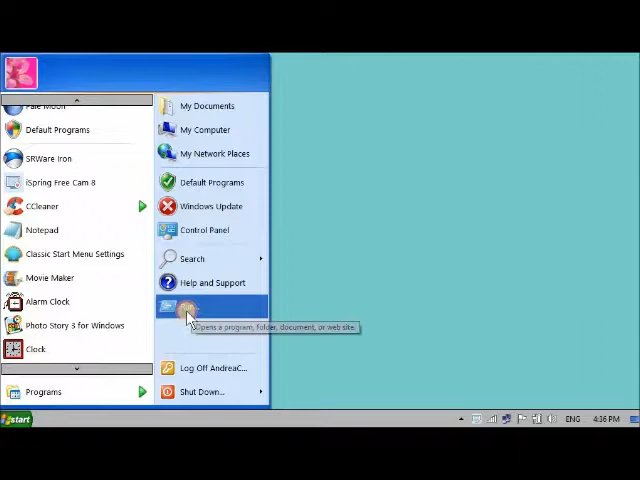 Pale Moon
Default Programs
SRWare Iron
iSpring Free Cam 8
CCleaner
Notepad
Classic Start Menu Settings
Movie Maker
Alarm Clock
Photo Story 3 for Windows
Clock
Programs
My Documents
My Computer
My Network Places
Default Programs
Windows Update
Control Panel
Search
Help and Support
Opens a program, folder, document, or web site.
Log Off AndreaC...
Shut Down...
start
ENG
4:36 PM